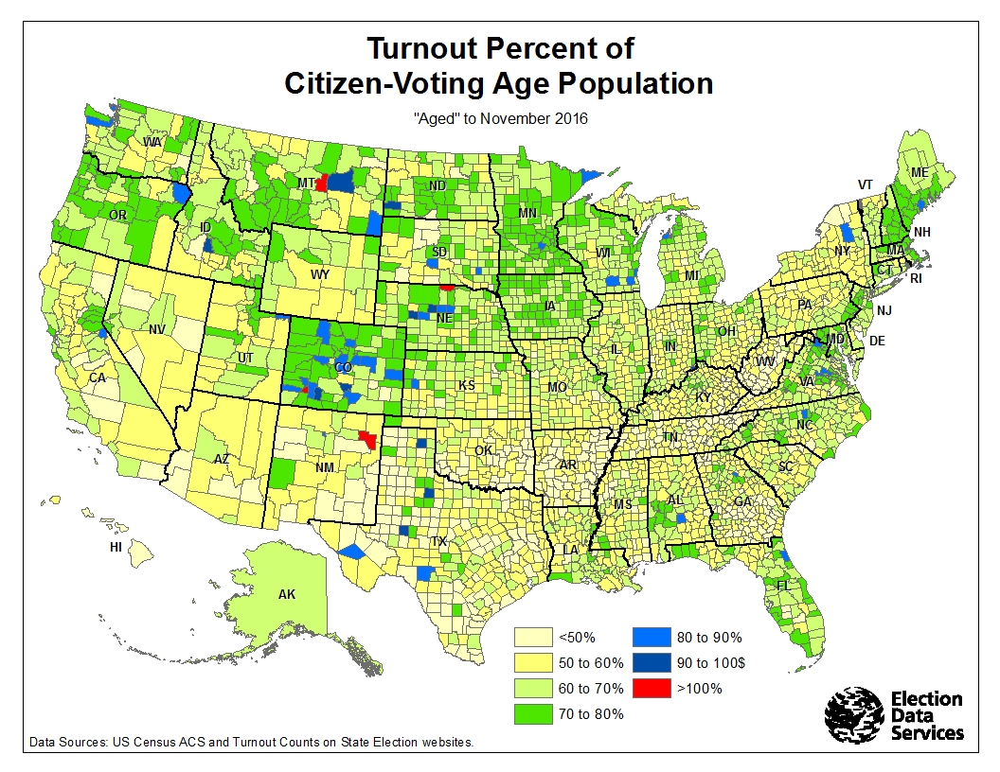 Turnout Percent of
Citizen-Voting Age Population
"Aged" to November 2016
WA
MT
ND
MN
ME
VT
NH
OR
ID
SD
WI
NY
MA
CT
RI
WY
MI
NV
NE
IA
PA
NJ
UT
CO
IL
IN
OH
MD
DE
WV
CA
KS
MO
KY
VA
AZ
NM
OK
AR
TN
NC
SC
MS
AL
GA
TX
LA
HI
FL
AK
<50%
80 to 90%
50 to 60%
90 to 100$
60 to 70%
>100%
70 to 80%
Election
Data
Services
Data Sources: US Census ACS and Turnout Counts on State Election websites.